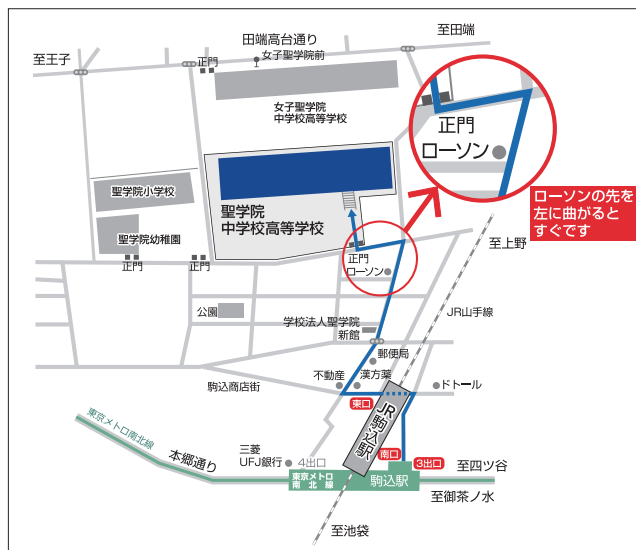 至王子
田端高台通り
至田端
正門
女子聖学院前
女子聖学院
中学校高等学校
正門
ローソン
ローソンの先を
左に曲がると
すぐです
聖学院小学校
聖学院幼稚園
正門
正門
聖学院
中学校高等学校
正門
ローソン
至上野
JR山手線
公園
学校法人聖学院
新館
郵便局
不動産
漢方薬
駒込商店街
ドトール
東口
JR駒込駅
南口
3出口
東京メトロ南北線
本郷通り
三菱
UFJ銀行
4出口
東京メトロ
南北線
駒込駅
至四ツ谷
至御茶ノ水
至池袋